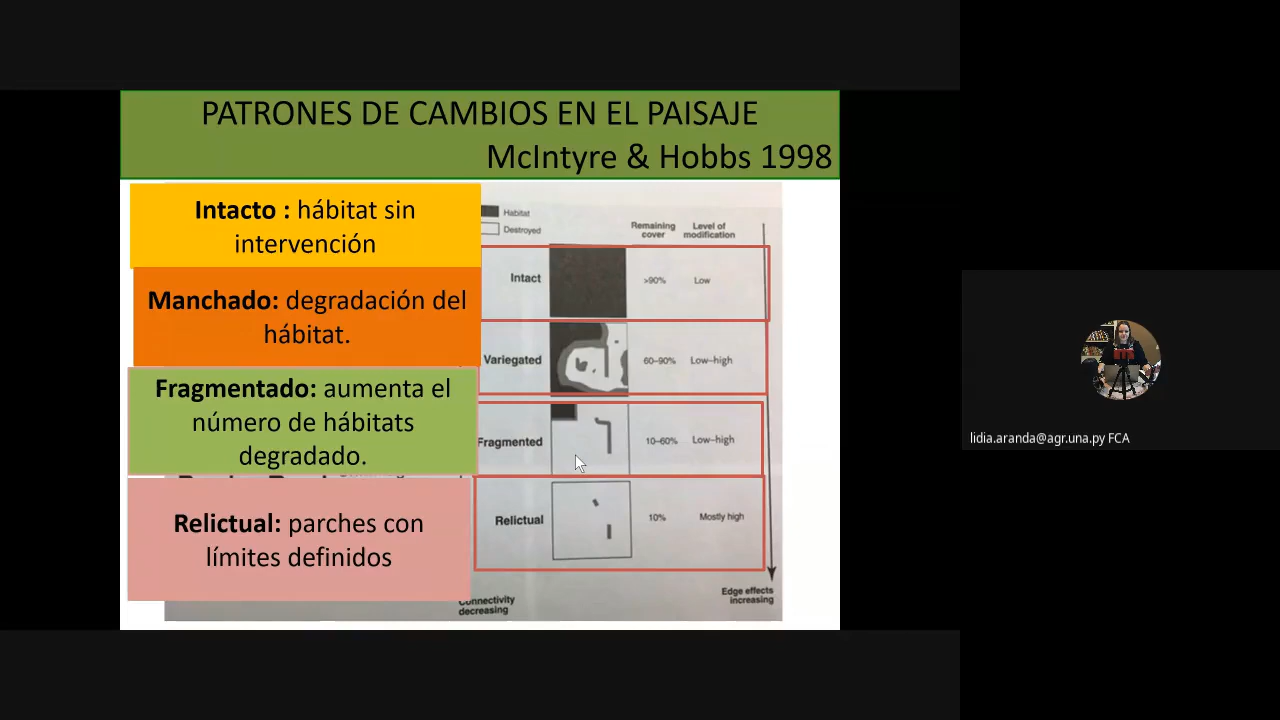 PATRONES DE CAMBIOS EN EL PAISAJE
McIntyre & Hobbs 1998
Intacto : hábitat sin
intervención
Manchado: degradación del
hábitat.
Fragmentado: aumenta el
número de hábitats
degradado.
Relictual: parches con
límites definidos
Habitat
Destroyed
Remaining cover
Level of modification
Intact >90% Low
Variegated 60–90% Low–high
Fragmented 10–60% Low–high
Relictual 10% Mostly high
Connectivity
decreasing
Edge effects
increasing
lidia.aranda@agr.una.py FCA